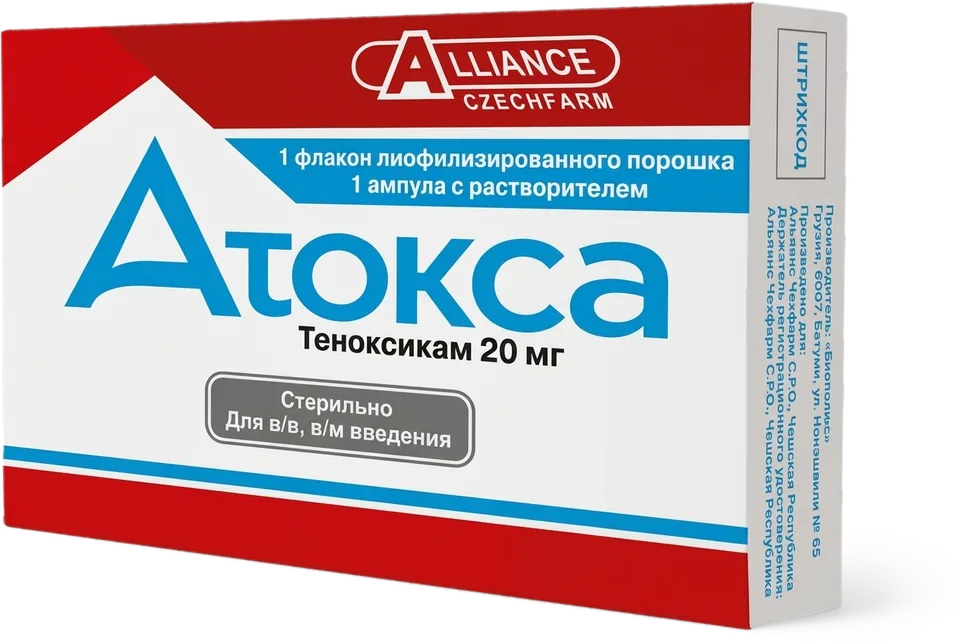 ALLIANCE
CZECHFARM
1 флакон лиофилизированного порошка
1 ампула с растворителем
Атокса
Теноксикам 20 мг
Стерильно
Для в/в, в/м введения
ШТРИХКОД
Производитель: «Биополис»
Грузия, 6007, Батуми, ул. Нонэшвили № 65
Произведено для:
Альянс Чехфарм С.Р.О., Чешская Республика
Держатель регистрационного удостоверения:
Альянс Чехфарм С.Р.О., Чешская Республика